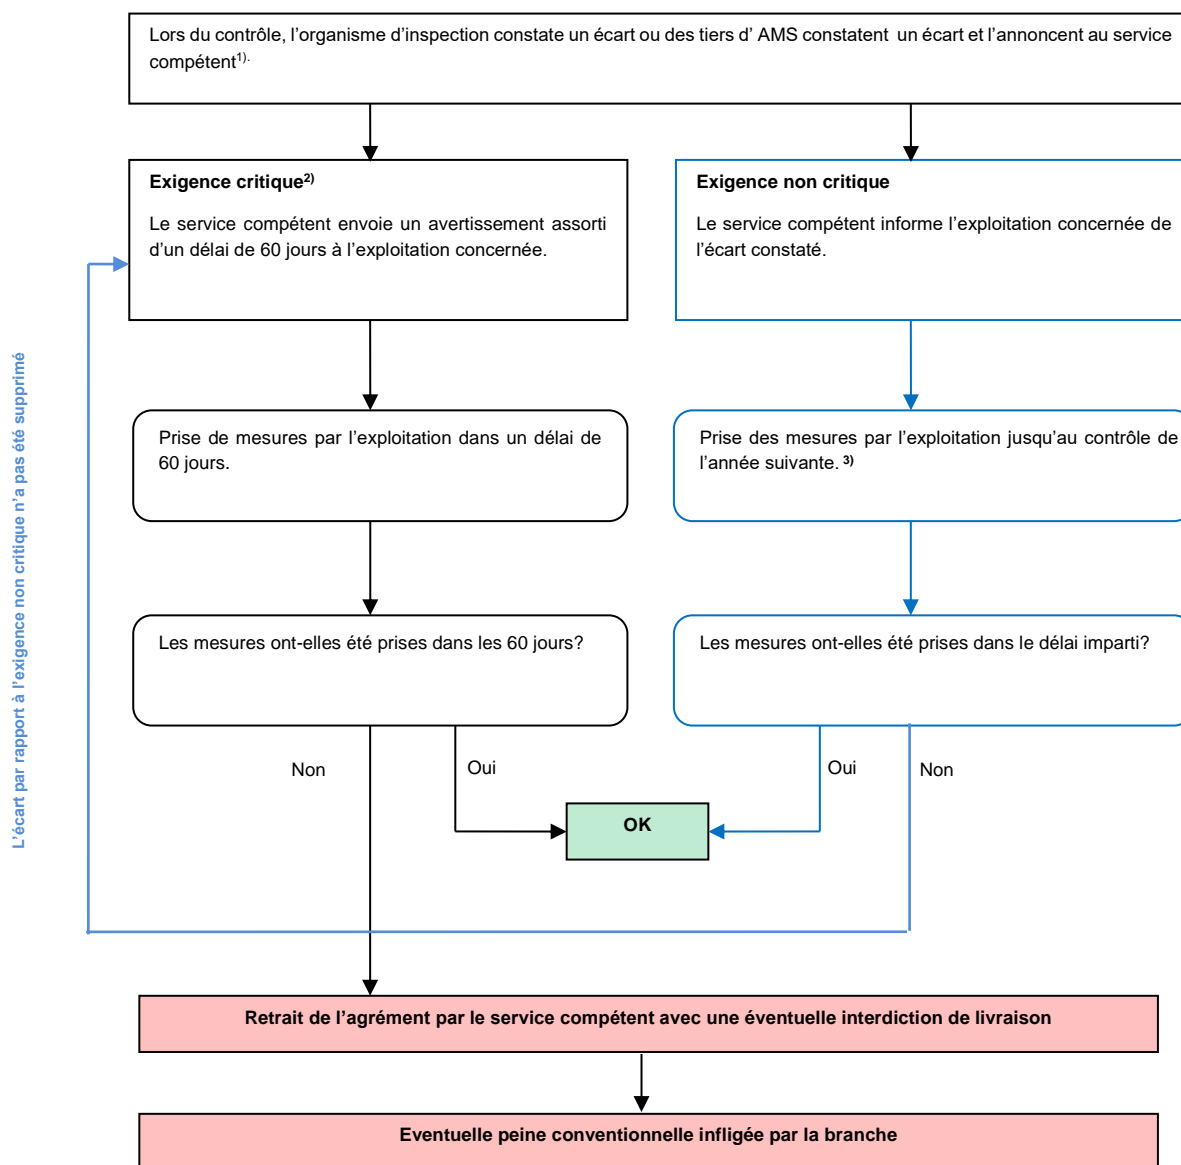 Lors du contrôle, l’organisme d’inspection constate un écart ou des tiers d’ AMS constatent un écart et l’annoncent au service
compétent1).
Exigence critique2)
Le service compétent envoie un avertissement assorti
d’un délai de 60 jours à l’exploitation concernée.
Exigence non critique
Le service compétent informe l’exploitation concernée de
l’écart constaté.
L’écart par rapport à l’exigence non critique n’a pas été supprimé
Prise de mesures par l’exploitation dans un délai de
60 jours.
Prise des mesures par l’exploitation jusqu’au contrôle de
l’année suivante. 3)
Les mesures ont-elles été prises dans les 60 jours?
Les mesures ont-elles été prises dans le délai imparti?
Non
Oui
Oui
Non
OK
Retrait de l’agrément par le service compétent avec une éventuelle interdiction de livraison
Eventuelle peine conventionnelle infligée par la branche